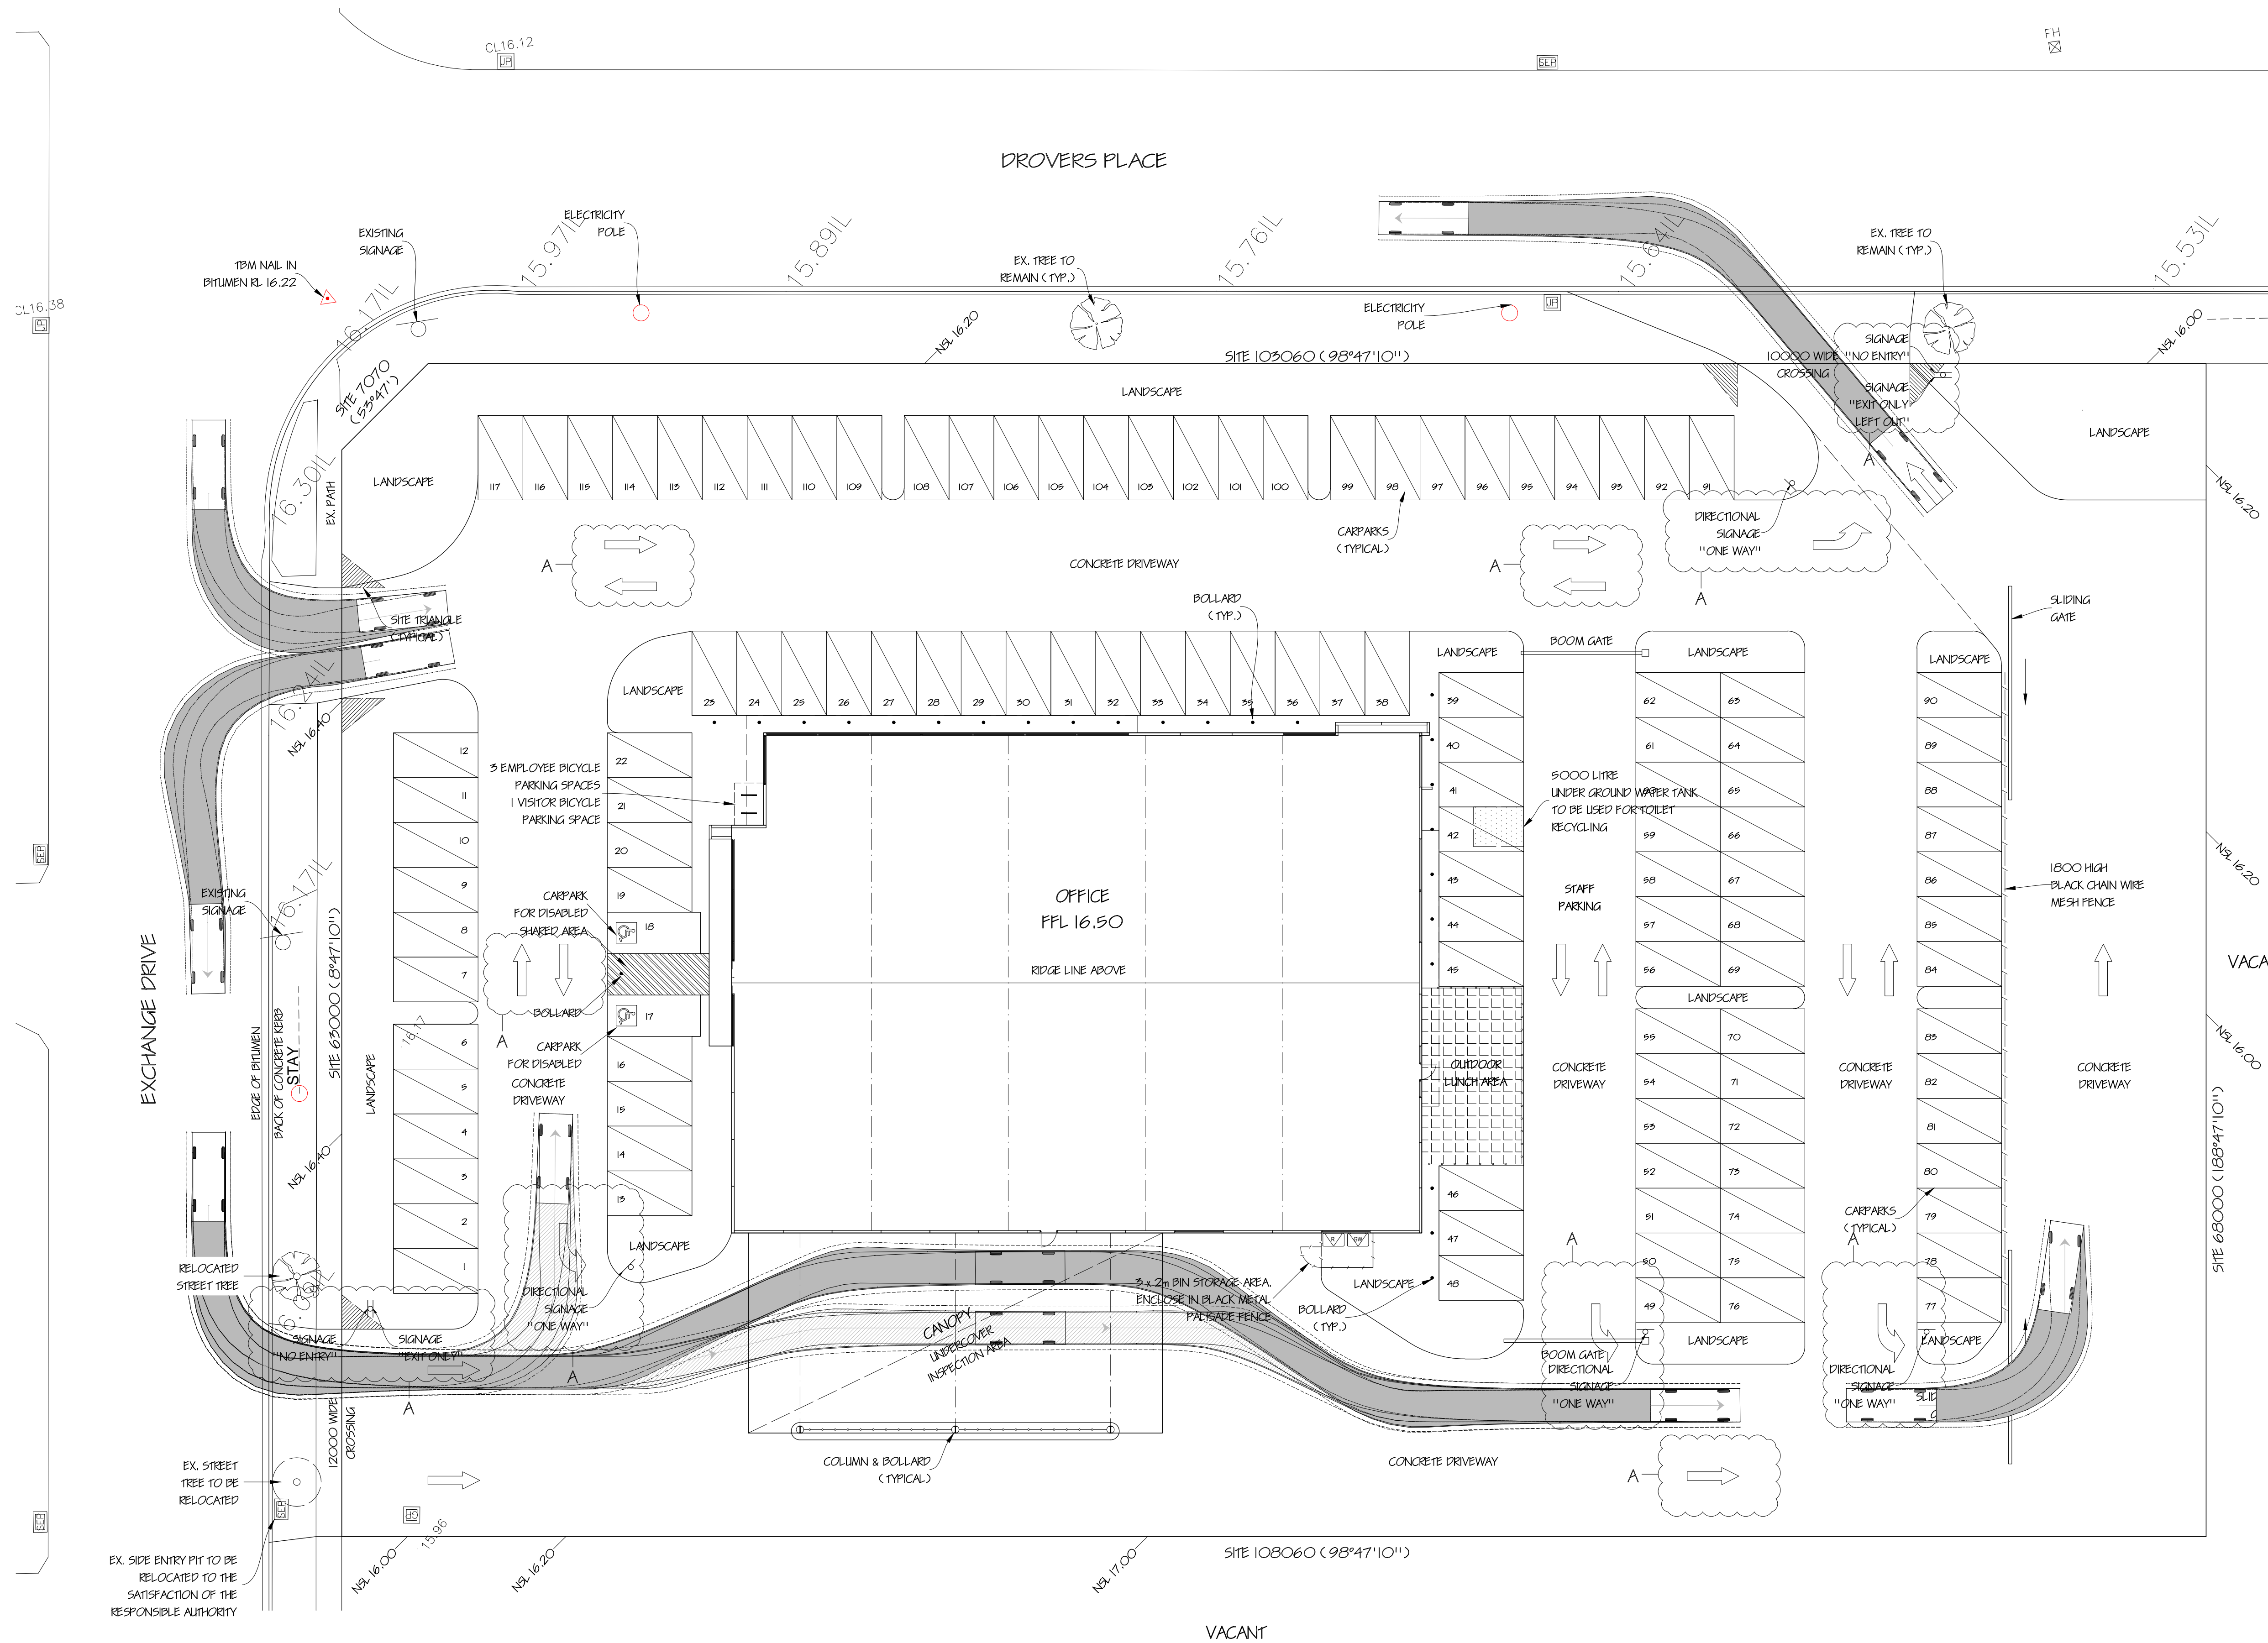 CL16.12
JP
SEP
FH
DROVERS PLACE
ELECTRICITY
POLE
EXISTING
SIGNAGE
TBM NAIL IN
BITUMEN RL 16.22
15.97IL
15.89IL
15.76IL
15.64IL
15.53IL
EX. TREE TO
REMAIN (TYP.)
EX. TREE TO
REMAIN (TYP.)
CL16.38
JP
16.17IL
ELECTRICITY
POLE
JP
NSL 16.20
NSL 16.00
SITE 103060 (98°47'10")
SITE 7070
(53°47')
10000 WIDE
CROSSING
SIGNAGE
"NO ENTRY"
SIGNAGE
"EXIT ONLY
LEFT OUT"
A
LANDSCAPE
LANDSCAPE
LANDSCAPE
16.30IL
EX. PATH
117 116 115 114 113 112 111 110 109
108 107 106 105 104 103 102 101 100
99 98 97 96 95 94 93 92 91
NSL 16.20
CARPARKS
(TYPICAL)
DIRECTIONAL
SIGNAGE
"ONE WAY"
A
A
A
CONCRETE DRIVEWAY
BOLLARD
(TYP.)
SLIDING
GATE
SITE TRIANGLE
(TYPICAL)
16.24IL
NSL 16.40
LANDSCAPE
23 24 25 26 27 28 29 30 31 32 33 34 35 36 37 38
LANDSCAPE
BOOM GATE
LANDSCAPE
LANDSCAPE
12
11
10
9
8
7
6
5
4
3
2
1
22
21
20
19
18
17
16
15
14
13
39
40
41
42
43
44
45
46
47
48
62
61
59
58
57
56
55
54
53
52
51
50
49
63
64
65
66
67
68
69
70
71
72
73
74
75
76
90
89
88
87
86
85
84
83
82
81
80
79
78
77
3 EMPLOYEE BICYCLE
PARKING SPACES
1 VISITOR BICYCLE
PARKING SPACE
5000 LITRE
UNDER GROUND WATER TANK
TO BE USED FOR TOILET
RECYCLING
SEP
16.17IL
EXISTING
SIGNAGE
CARPARK
FOR DISABLED
SHARED AREA
BOLLARD
CARPARK
FOR DISABLED
A
CONCRETE
DRIVEWAY
OFFICE
FFL 16.50
RIDGE LINE ABOVE
STAFF
PARKING
1800 HIGH
BLACK CHAIN WIRE
MESH FENCE
NSL 16.20
VACA
NSL 16.00
LANDSCAPE
OUTDOOR
LUNCH AREA
CONCRETE
DRIVEWAY
CONCRETE
DRIVEWAY
CONCRETE
DRIVEWAY
EXCHANGE DRIVE
EDGE OF BITUMEN
BACK OF CONCRETE KERB
STAY
SITE 63000 (8°47'10")
LANDSCAPE
16.17
NSL 16.40
SITE 68000 (188°47'10")
CARPARKS
(TYPICAL)
A
A
RELOCATED
STREET TREE
LANDSCAPE
DIRECTIONAL
SIGNAGE
"ONE WAY"
A
SIGNAGE
"NO ENTRY"
SIGNAGE
"EXIT ONLY"
A
12000 WIDE
CROSSING
CANOPY
UNDERCOVER
INSPECTION AREA
R
GW
3 x 2m BIN STORAGE AREA.
ENCLOSE IN BLACK METAL
PALISADE FENCE
LANDSCAPE
BOLLARD
(TYP.)
BOOM GATE
DIRECTIONAL
SIGNAGE
"ONE WAY"
LANDSCAPE
LANDSCAPE
DIRECTIONAL
SIGNAGE
"ONE WAY"
SLID
COLUMN & BOLLARD
(TYPICAL)
CONCRETE DRIVEWAY
A
EX. STREET
TREE TO BE
RELOCATED
SEP
SEP
GP
15.96
EX. SIDE ENTRY PIT TO BE
RELOCATED TO THE
SATISFACTION OF THE
RESPONSIBLE AUTHORITY
NSL 16.00
NSL 16.20
NSL 17.00
SITE 108060 (98°47'10")
VACANT